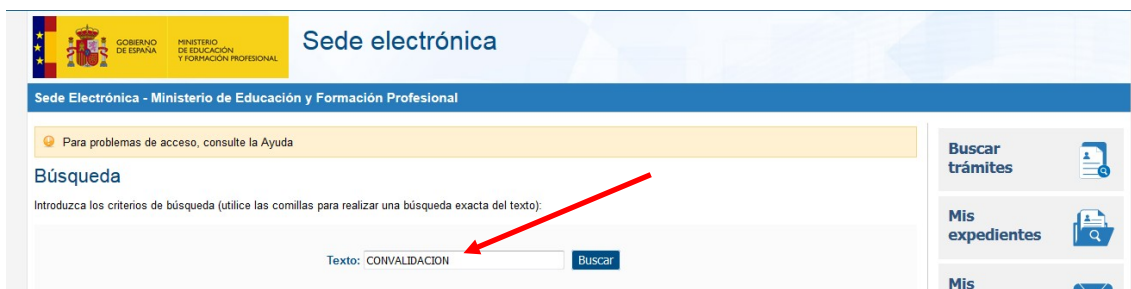 GOBIERNO
DE ESPAÑA
MINISTERIO
DE EDUCACIÓN
Y FORMACIÓN PROFESIONAL
Sede electrónica
Sede Electrónica - Ministerio de Educación y Formación Profesional
Para problemas de acceso, consulte la Ayuda
Búsqueda
Introduzca los criterios de búsqueda (utilice las comillas para realizar una búsqueda exacta del texto):
Texto: CONVALIDACION Buscar
Buscar
trámites
Mis
expedientes
Mis